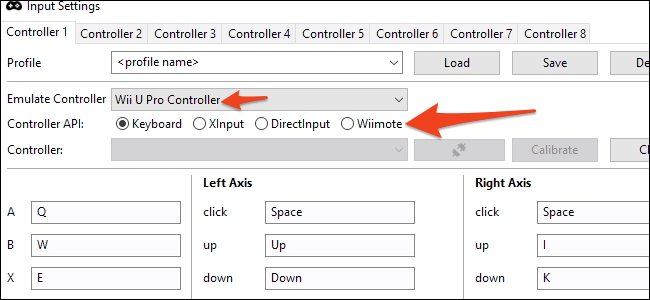 Input Settings
Controller 1 Controller 2 Controller 3 Controller 4 Controller 5 Controller 6 Controller 7 Controller 8
Profile <profile name> Load Save De
Emulate Controller Wii U Pro Controller
Controller API: Keyboard XInput DirectInput Wiimote
Controller: Calibrate Cl
Left Axis Right Axis
A Q click Space click Space
B W up Up up I
X E down Down down K